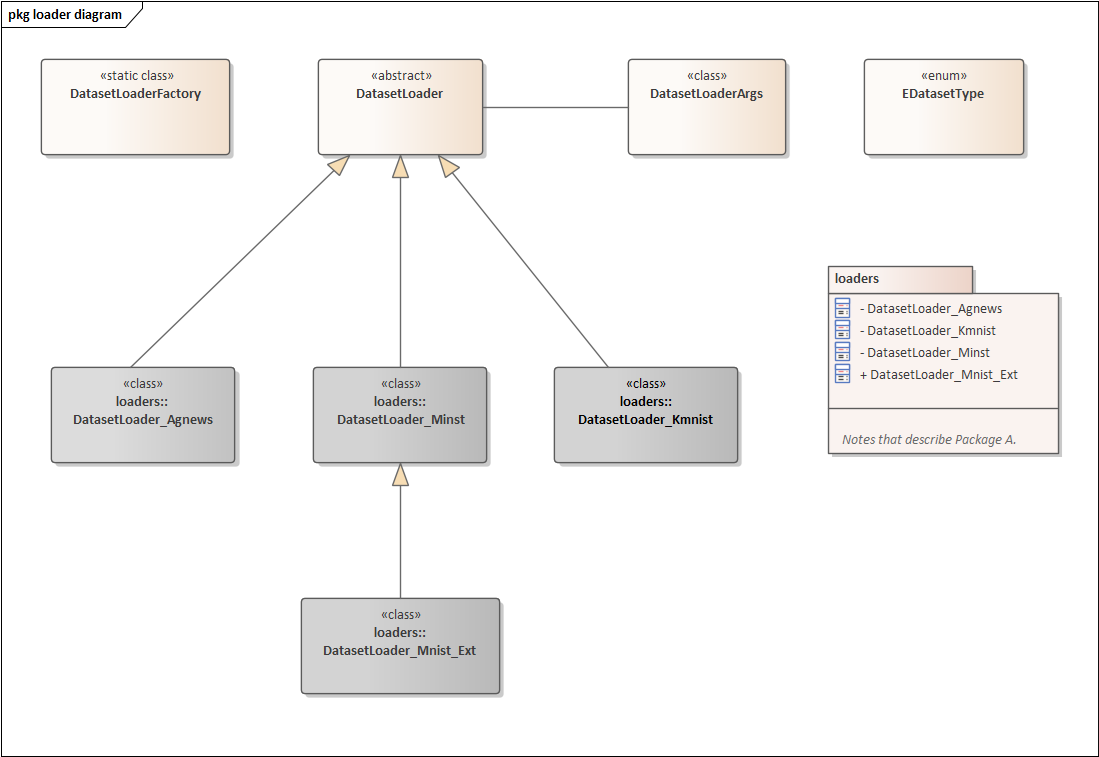 pkg loader diagram
«static class»
DatasetLoaderFactory
«abstract»
DatasetLoader
«class»
DatasetLoaderArgs
«enum»
EDatasetType
loaders
- DatasetLoader_Agnews
- DatasetLoader_Kmnist
- DatasetLoader_Minst
+ DatasetLoader_Mnist_Ext
Notes that describe Package A.
«class»
loaders::
DatasetLoader_Agnews
«class»
loaders::
DatasetLoader_Minst
«class»
loaders::
DatasetLoader_Kmnist
«class»
loaders::
DatasetLoader_Mnist_Ext